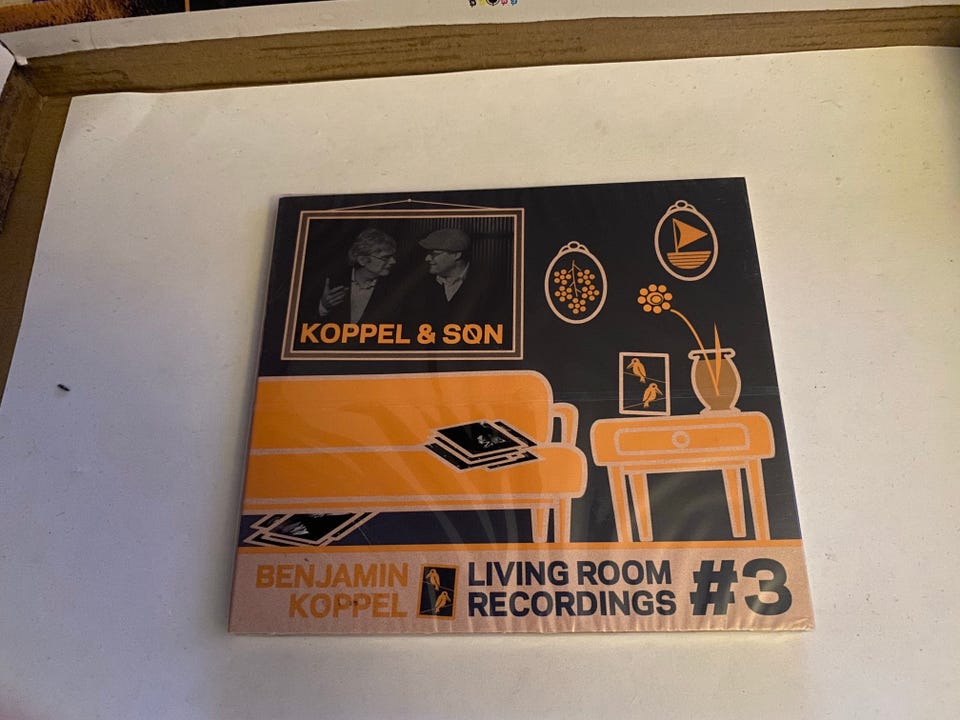 KOPPEL & SØN
BENJAMIN
KOPPEL
LIVING ROOM
RECORDINGS
#3